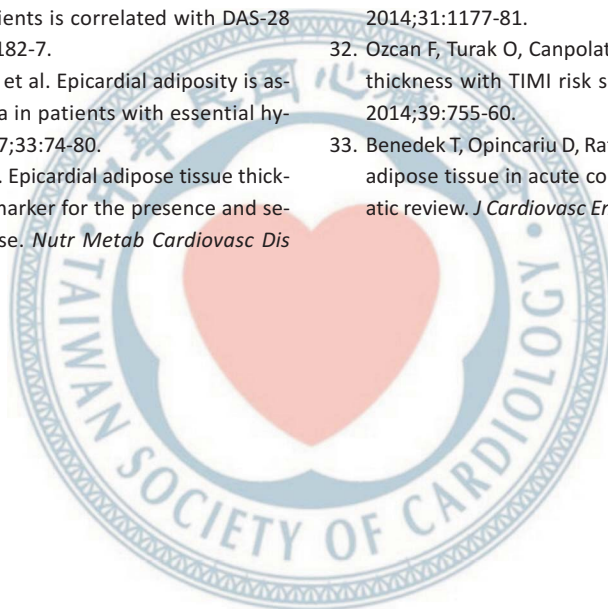 ients is correlated with DAS-28
182-7.
et al. Epicardial adiposity is as-
a in patients with essential hy-
7;33:74-80.
. Epicardial adipose tissue thick-
marker for the presence and se-
se. Nutr Metab Cardiovasc Dis
2014;31:1177-81.
32. Ozcan F, Turak O, Canpolat
thickness with TIMI risk s
2014;39:755-60.
33. Benedek T, Opincariu D, Rat
adipose tissue in acute co
atic review. J Cardiovasc Er
TAIWAN SOCIETY OF CARDIOLOGY